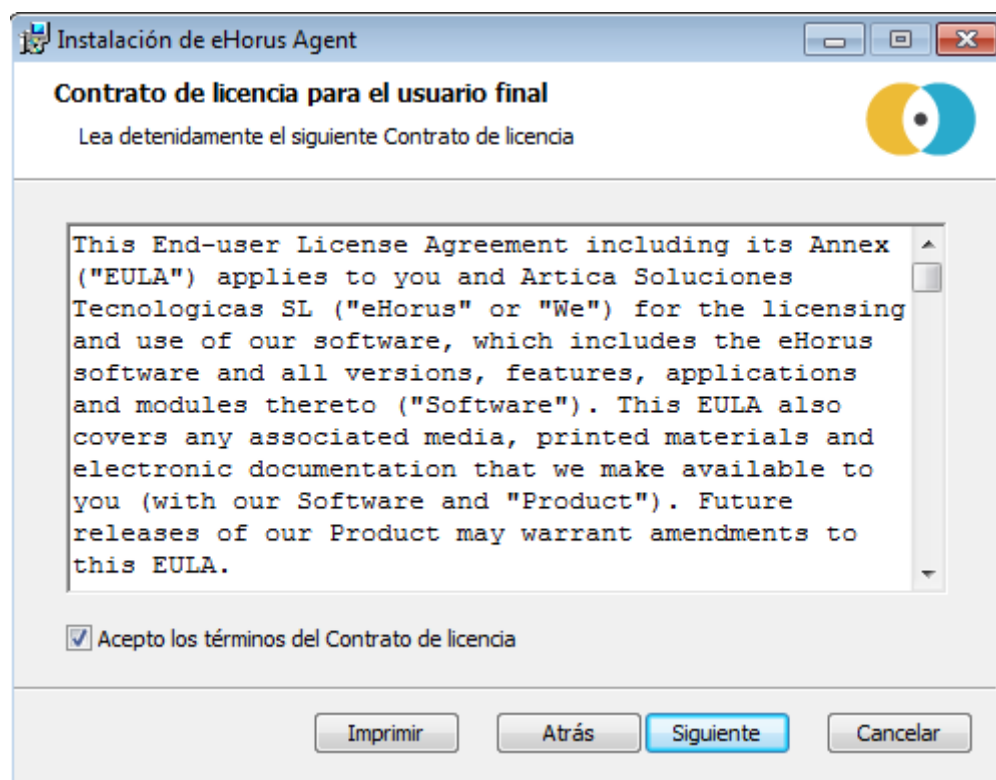 Instalación de eHorus Agent
Contrato de licencia para el usuario final
Lea detenidamente el siguiente Contrato de licencia
This End-user License Agreement including its Annex
("EULA") applies to you and Artica Soluciones
Tecnologicas SL ("eHorus" or "We") for the licensing
and use of our software, which includes the eHorus
software and all versions, features, applications
and modules thereto ("Software"). This EULA also
covers any associated media, printed materials and
electronic documentation that we make available to
you (with our Software and "Product"). Future
releases of our Product may warrant amendments to
this EULA.
Acepto los términos del Contrato de licencia
Imprimir Atrás Siguiente Cancelar